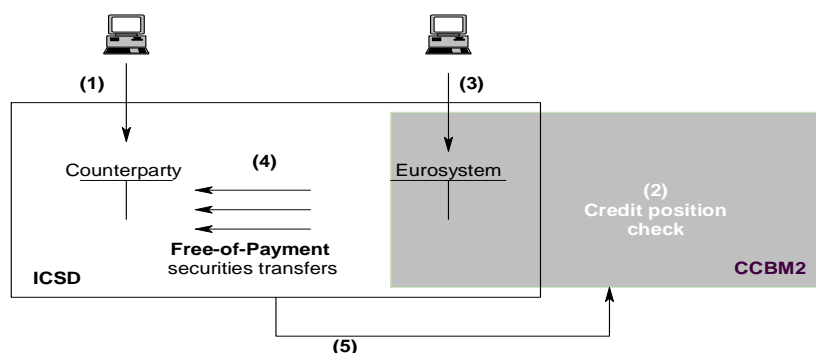 (1)
(3)
Counterparty
(4)
Eurosystem
(2)
Credit position
check
Free-of-Payment
securities transfers
ICSD
CCBM2
(5)